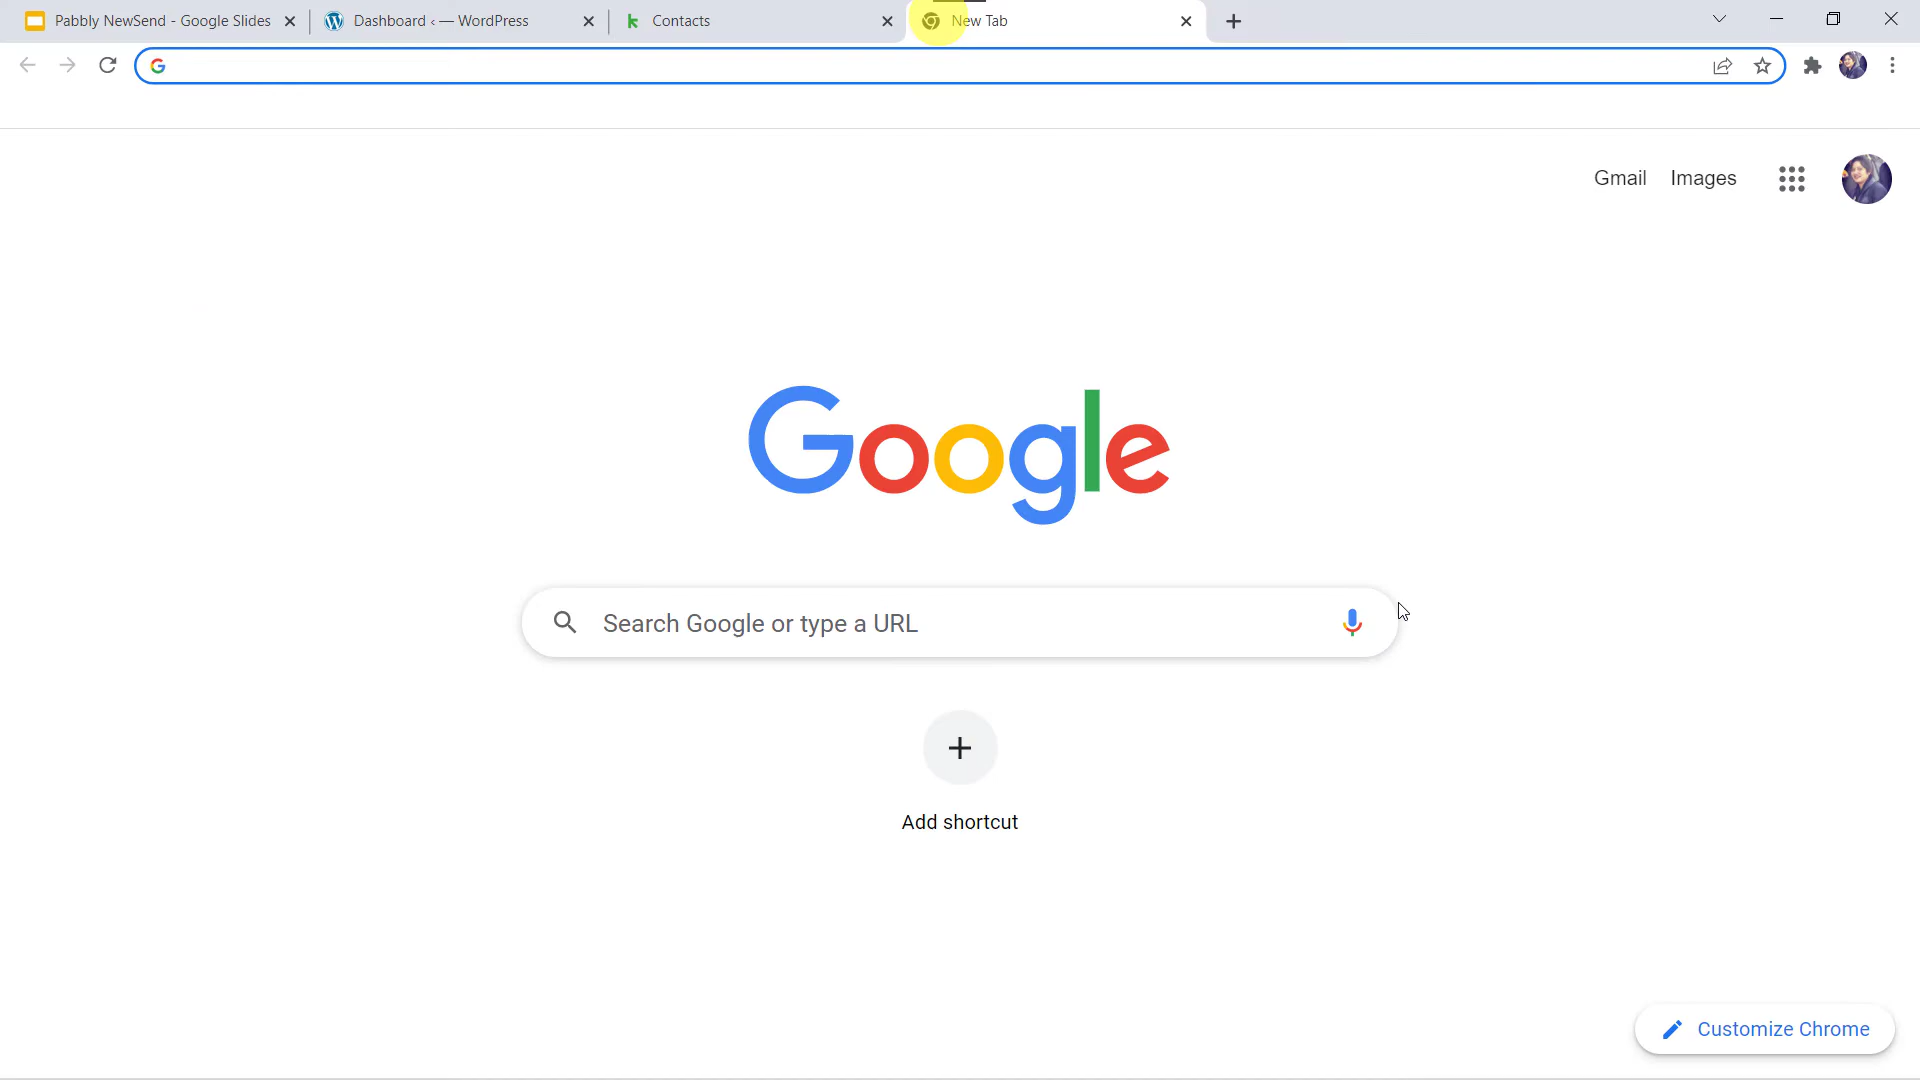 Pabbly NewSend - Google Slides
Dashboard ‹ — WordPress
Contacts
New Tab
Gmail
Images
Google
Search Google or type a URL
Add shortcut
Customize Chrome